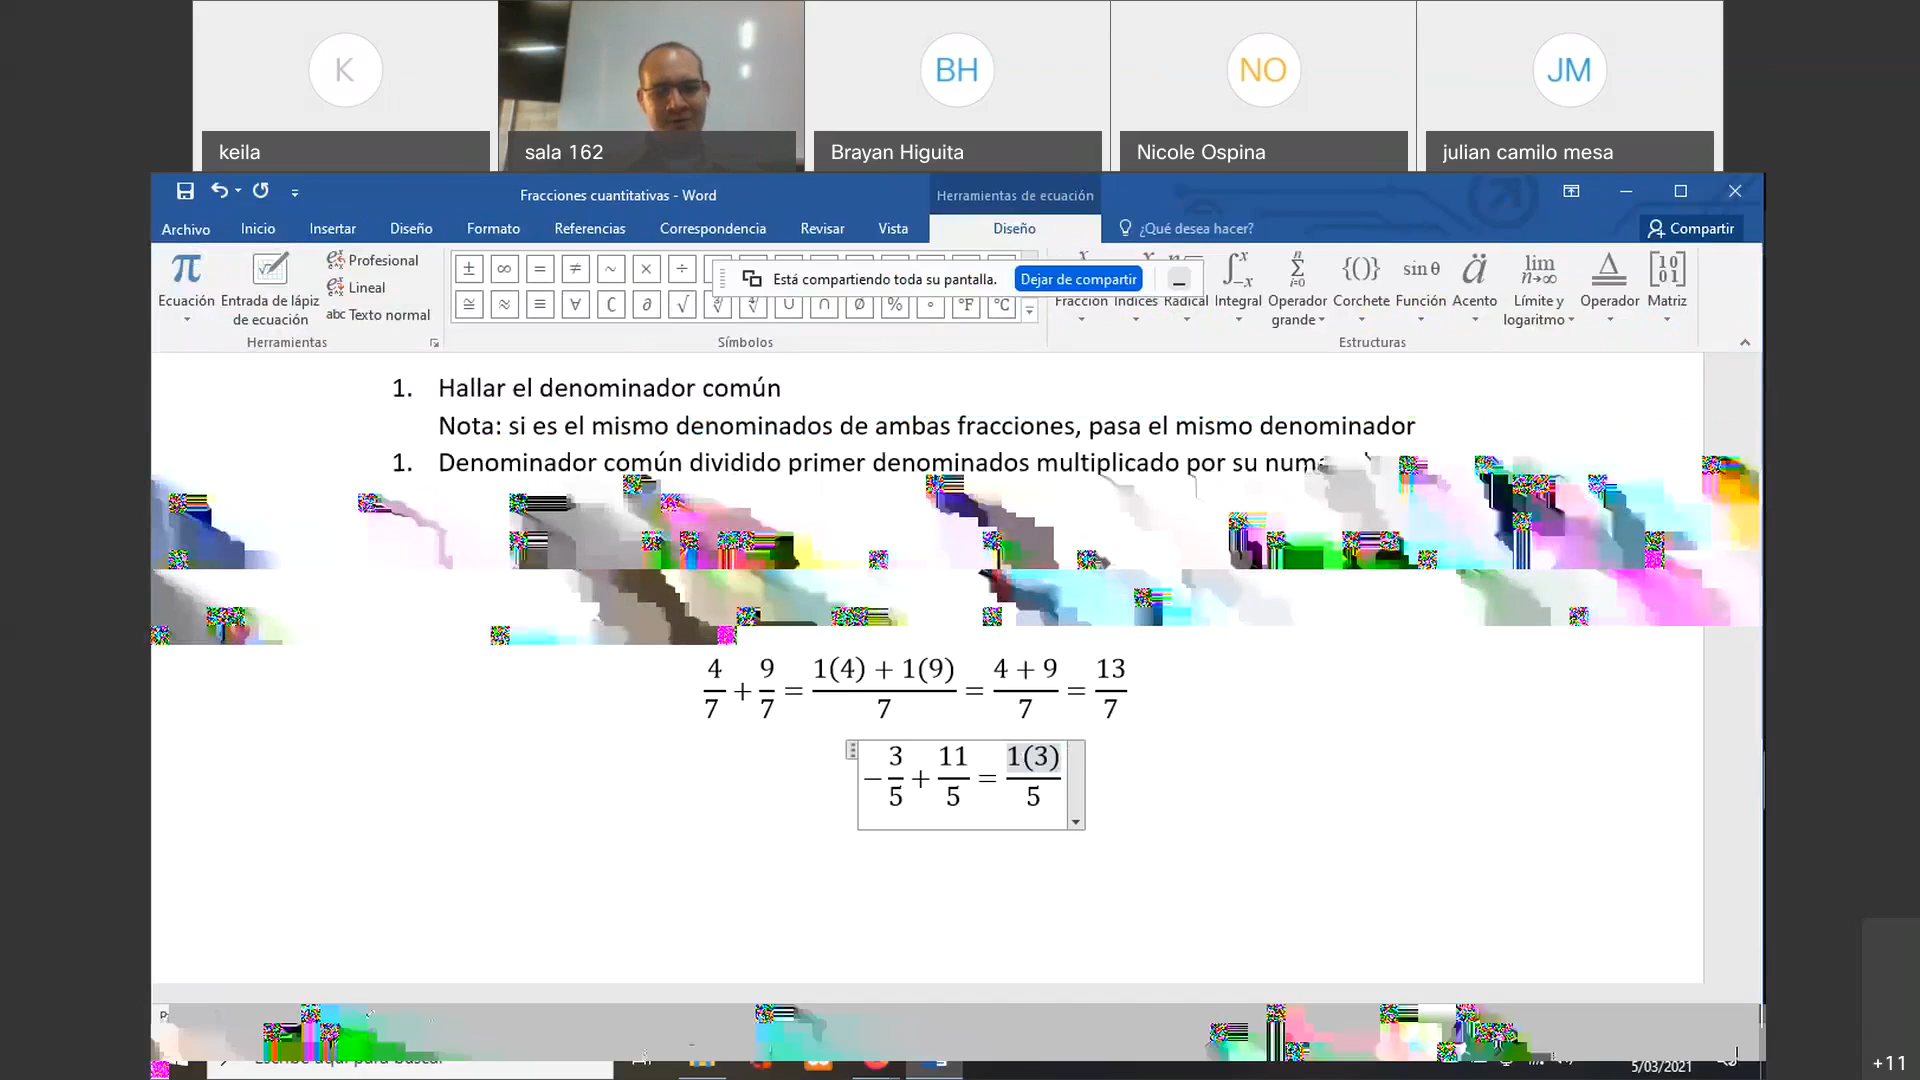 K
BH
NO
JM
keila
sala 162
Brayan Higuita
Nicole Ospina
julian camilo mesa
Fracciones cuantitativas - Word
Herramientas de ecuación
Archivo Inicio Insertar Diseño Formato Referencias Correspondencia Revisar Vista Diseño ¿Qué desea hacer? Compartir
Ecuación
Entrada de lápiz de ecuación
Profesional
Lineal
abc Texto normal
Está compartiendo toda su pantalla. Dejar de compartir
± ∞ = ≠ ~ × ÷
≅ ≈ ≡ ∀ ∁ ∂ √ ∛ ∜ ∪ ∩ ∅ % ° °F °C
Fracción Índices Radical Integral Operador grande Corchete Función Acento Límite y logaritmo Operador Matriz
Herramientas
Símbolos
Estructuras
1. Hallar el denominador común
Nota: si es el mismo denominados de ambas fracciones, pasa el mismo denominador
1. Denominador común dividido primer denominados multiplicado por su
4/7 + 9/7 = (1(4) + 1(9))/7 = (4 + 9)/7 = 13/7
−3/5 + 11/5 = 1(3)/5
5/03/2021
+11